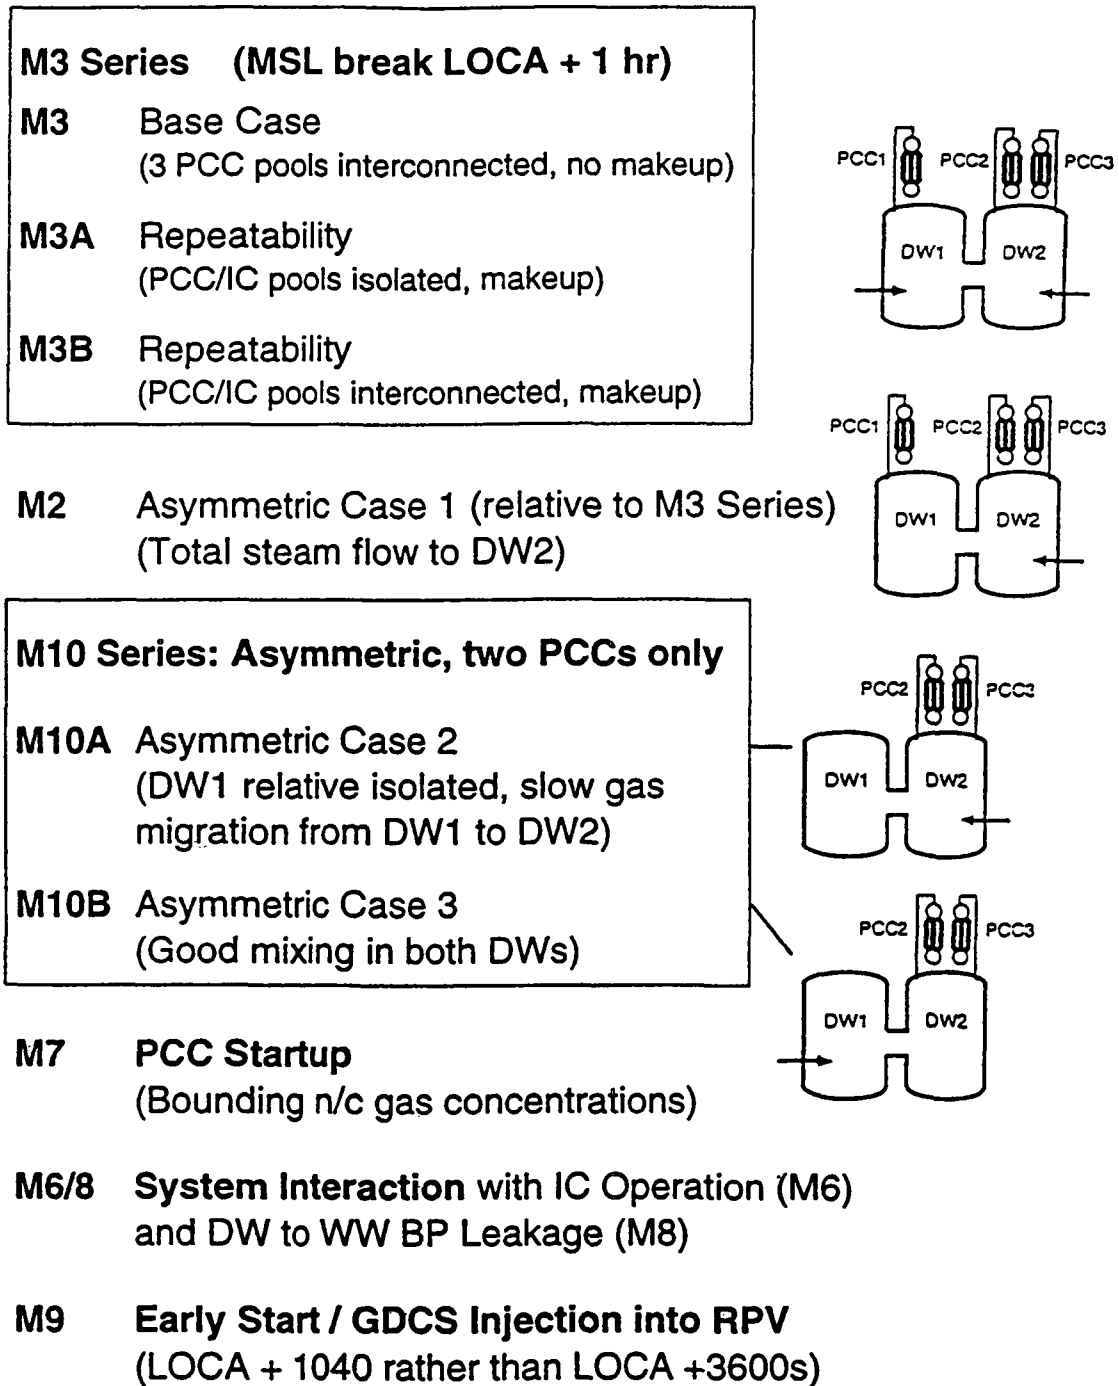 M3 Series (MSL break LOCA + 1 hr)
M3 Base Case
(3 PCC pools interconnected, no makeup)
M3A Repeatability
(PCC/IC pools isolated, makeup)
M3B Repeatability
(PCC/IC pools interconnected, makeup)
PCC1 PCC2 PCC3
DW1 DW2
PCC1 PCC2 PCC3
DW1 DW2
M2 Asymmetric Case 1 (relative to M3 Series)
(Total steam flow to DW2)
M10 Series: Asymmetric, two PCCs only
M10A Asymmetric Case 2
(DW1 relative isolated, slow gas
migration from DW1 to DW2)
M10B Asymmetric Case 3
(Good mixing in both DWs)
PCC2 PCC3
DW1 DW2
PCC2 PCC3
DW1 DW2
M7 PCC Startup
(Bounding n/c gas concentrations)
M6/8 System Interaction with IC Operation (M6)
and DW to WW BP Leakage (M8)
M9 Early Start / GDCS Injection into RPV
(LOCA + 1040 rather than LOCA +3600s)